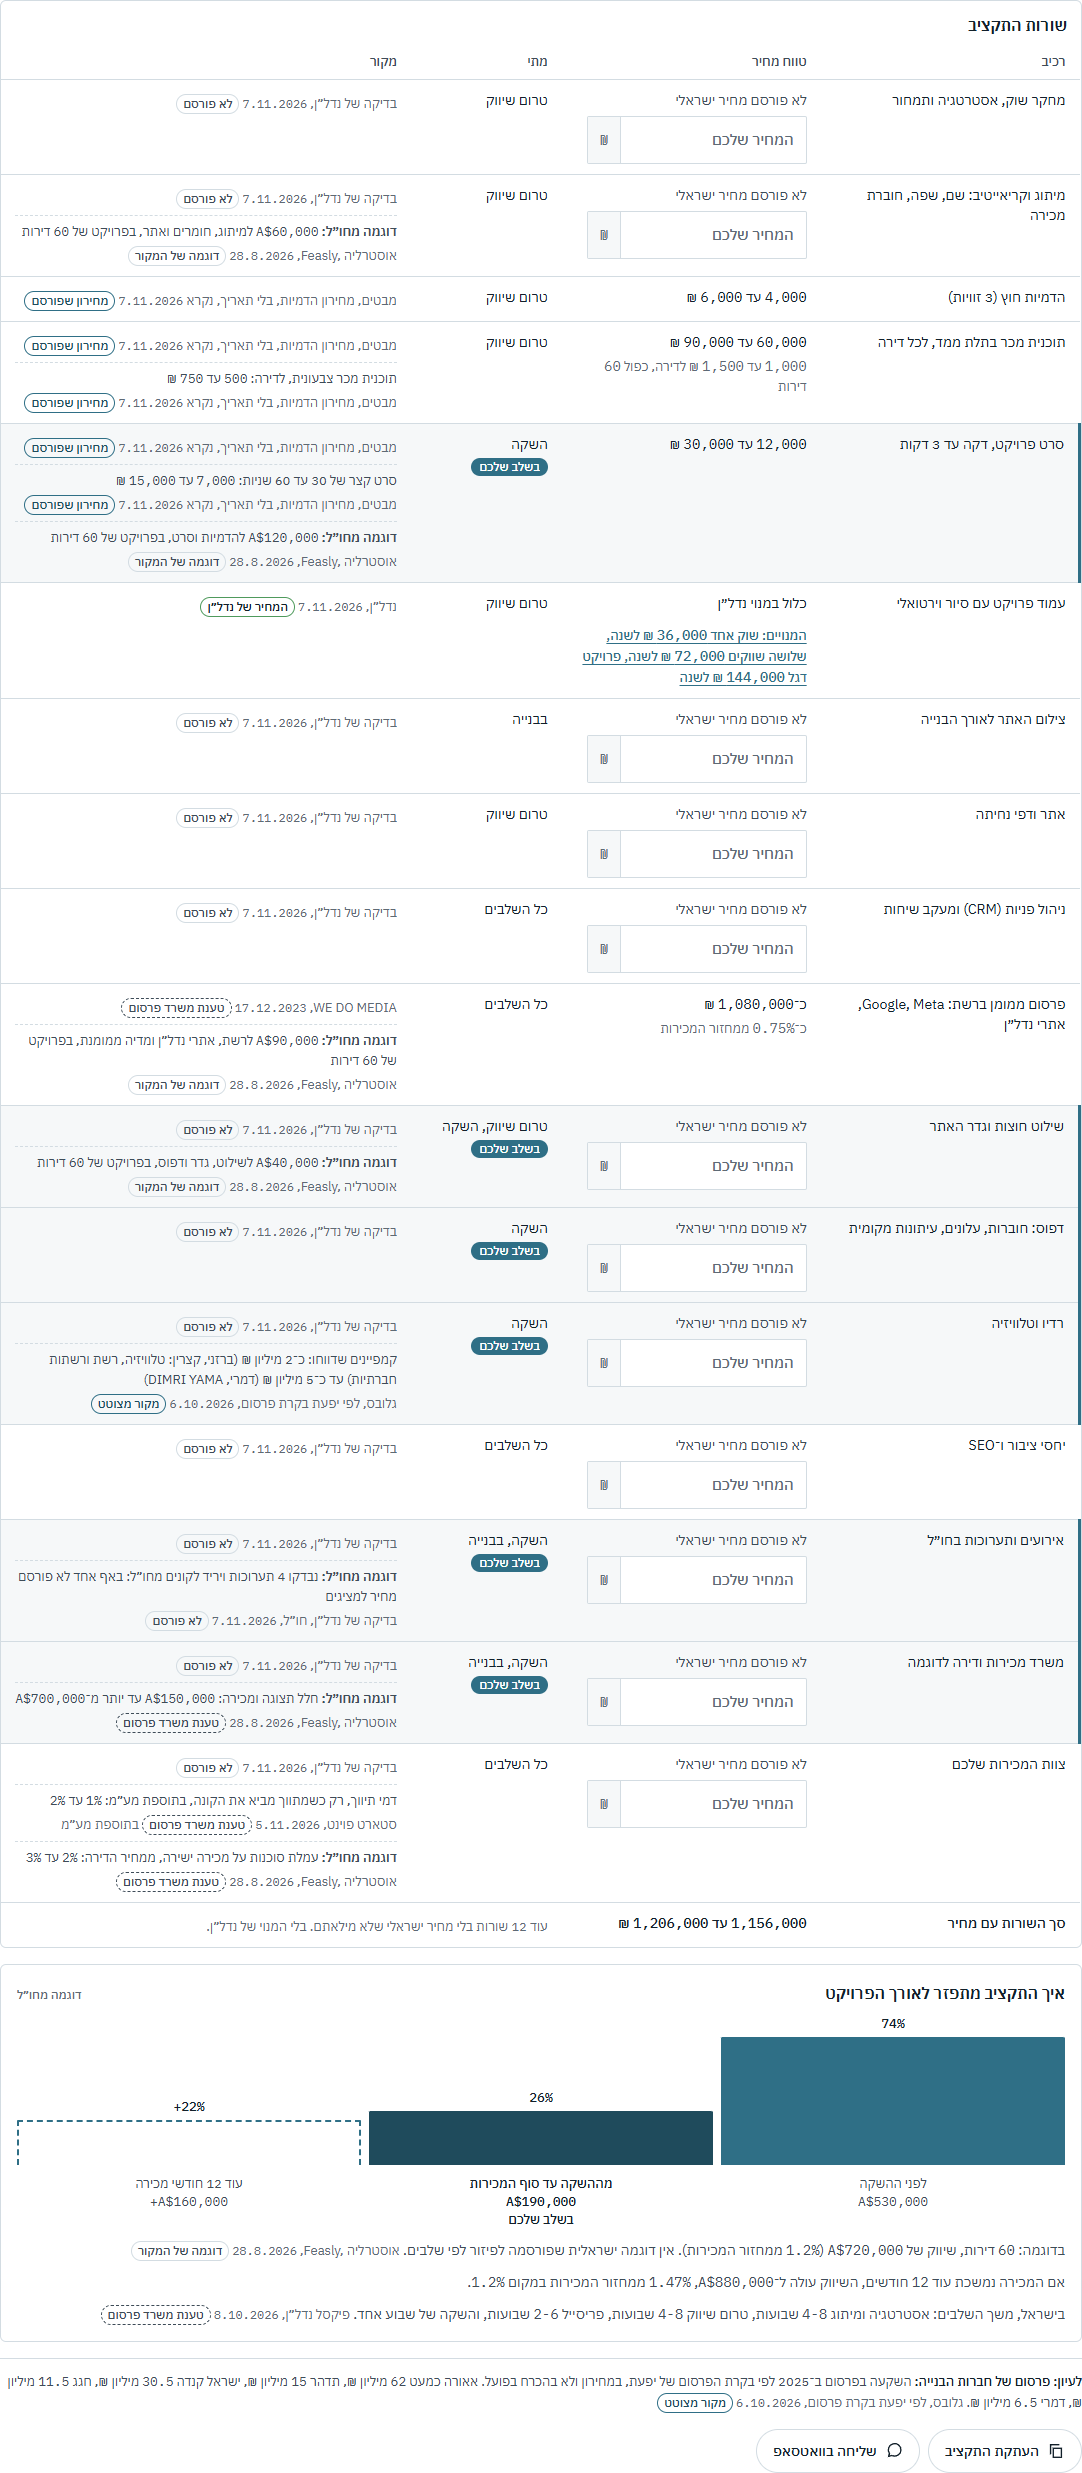 שורות התקציב
רכיב
טווח מחיר
מתי
מקור
מחקר שוק, אסטרטגיה ותמחור
לא פורסם מחיר ישראלי
המחיר שלכם
₪
טרום שיווק
בדיקה של נדל״ן, 7.11.2026 לא פורסם
מיתוג וקריאייטיב: שם, שפה, חוברת
מכירה
לא פורסם מחיר ישראלי
המחיר שלכם
₪
טרום שיווק
בדיקה של נדל״ן, 7.11.2026 לא פורסם
דוגמה מחו״ל: A$60,000 למיתוג, חומרים ואתר, בפרויקט של 60 דירות
אוסטרליה, Feasly, 28.8.2026 דוגמה של המקור
הדמיות חוץ (3 זוויות)
4,000 עד 6,000 ₪
טרום שיווק
מבטים, מחירון הדמיות, בלי תאריך, נקרא 7.11.2026 מחירון שפורסם
תוכנית מכר בתלת ממד, לכל דירה
60,000 עד 90,000 ₪
1,000 עד 1,500 ₪ לדירה, כפול 60
דירות
טרום שיווק
מבטים, מחירון הדמיות, בלי תאריך, נקרא 7.11.2026 מחירון שפורסם
תוכנית מכר צבעונית, לדירה: 500 עד 750 ₪
מבטים, מחירון הדמיות, בלי תאריך, נקרא 7.11.2026 מחירון שפורסם
סרט פרויקט, דקה עד 3 דקות
12,000 עד 30,000 ₪
השקה
בשלב שלכם
מבטים, מחירון הדמיות, בלי תאריך, נקרא 7.11.2026 מחירון שפורסם
סרט קצר של 30 עד 60 שניות: 7,000 עד 15,000 ₪
מבטים, מחירון הדמיות, בלי תאריך, נקרא 7.11.2026 מחירון שפורסם
דוגמה מחו״ל: A$120,000 להדמיות וסרט, בפרויקט של 60 דירות
אוסטרליה, Feasly, 28.8.2026 דוגמה של המקור
עמוד פרויקט עם סיור וירטואלי
כלול במנוי נדל״ן
המנויים: שוק אחד 36,000 ₪ לשנה,
שלושה שווקים 72,000 ₪ לשנה, פרויקט
דגל 144,000 ₪ לשנה
טרום שיווק
נדל״ן, 7.11.2026 המחיר של נדל״ן
צילום האתר לאורך הבנייה
לא פורסם מחיר ישראלי
המחיר שלכם
₪
בבנייה
בדיקה של נדל״ן, 7.11.2026 לא פורסם
אתר ודפי נחיתה
לא פורסם מחיר ישראלי
המחיר שלכם
₪
טרום שיווק
בדיקה של נדל״ן, 7.11.2026 לא פורסם
ניהול פניות (CRM) ומעקב שיחות
לא פורסם מחיר ישראלי
המחיר שלכם
₪
כל השלבים
בדיקה של נדל״ן, 7.11.2026 לא פורסם
פרסום ממומן ברשת: Google, Meta,
אתרי נדל״ן
כ־1,080,000 ₪
כ־0.75% ממחזור המכירות
כל השלבים
WE DO MEDIA, 17.12.2023 טענת משרד פרסום
דוגמה מחו״ל: A$90,000 לרשת, אתרי נדל״ן ומדיה ממומנת, בפרויקט
של 60 דירות
אוסטרליה, Feasly, 28.8.2026 דוגמה של המקור
שילוט חוצות וגדר האתר
לא פורסם מחיר ישראלי
המחיר שלכם
₪
טרום שיווק, השקה
בשלב שלכם
בדיקה של נדל״ן, 7.11.2026 לא פורסם
דוגמה מחו״ל: A$40,000 לשילוט, גדר ודפוס, בפרויקט של 60 דירות
אוסטרליה, Feasly, 28.8.2026 דוגמה של המקור
דפוס: חוברות, עלונים, עיתונות מקומית
לא פורסם מחיר ישראלי
המחיר שלכם
₪
השקה
בשלב שלכם
בדיקה של נדל״ן, 7.11.2026 לא פורסם
רדיו וטלוויזיה
לא פורסם מחיר ישראלי
המחיר שלכם
₪
השקה
בשלב שלכם
בדיקה של נדל״ן, 7.11.2026 לא פורסם
קמפיינים שדווחו: כ־2 מיליון ₪ (ברזני, קצרין: טלוויזיה, רשת ורשתות
חברתיות) עד כ־5 מיליון ₪ (דמרי, DIMRI YAMA)
גלובס, לפי יפעת בקרת פרסום, 6.10.2026 מקור מצוטט
יחסי ציבור ו־SEO
לא פורסם מחיר ישראלי
המחיר שלכם
₪
כל השלבים
בדיקה של נדל״ן, 7.11.2026 לא פורסם
אירועים ותערוכות בחו״ל
לא פורסם מחיר ישראלי
המחיר שלכם
₪
השקה, בבנייה
בשלב שלכם
בדיקה של נדל״ן, 7.11.2026 לא פורסם
דוגמה מחו״ל: נבדקו 4 תערוכות ויריד לקונים מחו״ל: באף אחד לא פורסם
מחיר למציגים
בדיקה של נדל״ן, חו״ל, 7.11.2026 לא פורסם
משרד מכירות ודירה לדוגמה
לא פורסם מחיר ישראלי
המחיר שלכם
₪
השקה, בבנייה
בשלב שלכם
בדיקה של נדל״ן, 7.11.2026 לא פורסם
דוגמה מחו״ל: חלל תצוגה ומכירה: A$150,000 עד יותר מ־A$700,000
אוסטרליה, Feasly, 28.8.2026 טענת משרד פרסום
צוות המכירות שלכם
לא פורסם מחיר ישראלי
המחיר שלכם
₪
כל השלבים
בדיקה של נדל״ן, 7.11.2026 לא פורסם
דמי תיווך, רק כשמתווך מביא את הקונה, בתוספת מע״מ: 1% עד 2%
סטארט פוינט, 5.11.2026 טענת משרד פרסום בתוספת מע״מ
דוגמה מחו״ל: עמלת סוכנות על מכירה ישירה, ממחיר הדירה: 2% עד 3%
אוסטרליה, Feasly, 28.8.2026 טענת משרד פרסום
סך השורות עם מחיר
1,156,000 עד 1,206,000 ₪
עוד 12 שורות בלי מחיר ישראלי שלא מילאתם. בלי המנוי של נדל״ן.
איך התקציב מתפזר לאורך הפרויקט
דוגמה מחו״ל
74%
26%
+22%
לפני ההשקה
A$530,000
מההשקה עד סוף המכירות
A$190,000
בשלב שלכם
עוד 12 חודשי מכירה
+A$160,000
בדוגמה: 60 דירות, שיווק של A$720,000 (1.2% ממחזור המכירות). אין דוגמה ישראלית שפורסמה לפיזור לפי שלבים. אוסטרליה, Feasly, 28.8.2026 דוגמה של המקור
אם המכירה נמשכת עוד 12 חודשים, השיווק עולה ל־A$880,000, 1.47% ממחזור המכירות במקום 1.2%.
בישראל, משך השלבים: אסטרטגיה ומיתוג 4-8 שבועות, טרום שיווק 4-8 שבועות, פריסייל 2-6 שבועות, והשקה של שבוע אחד. פיקסל נדל״ן, 8.10.2026 טענת משרד פרסום
לעיון: פרסום של חברות הבנייה: השקעה בפרסום ב־2025 לפי בקרת הפרסום של יפעת, במחירון ולא בהכרח בפועל. אאורה כמעט 62 מיליון ₪, תדהר 15 מיליון ₪, ישראל קנדה 30.5 מיליון ₪, חגג 11.5 מיליון
₪, דמרי 6.5 מיליון ₪. גלובס, לפי יפעת בקרת פרסום, 6.10.2026 מקור מצוטט
העתקת התקציב
שליחה בוואטסאפ